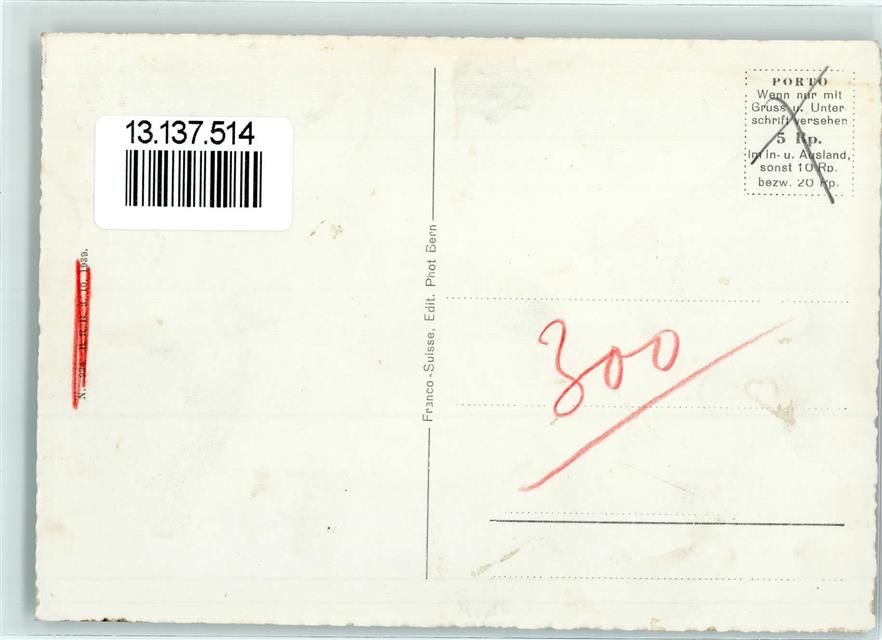 13.137.514
1939.
Franco-Suisse, Edit. Phot Bern
PORTO
Wenn nur mit
Gruss u. Unter-
schrift versehen
5 Rp.
Im In- u. Ausland,
sonst 10 Rp.
bezw. 20 Rp.
300